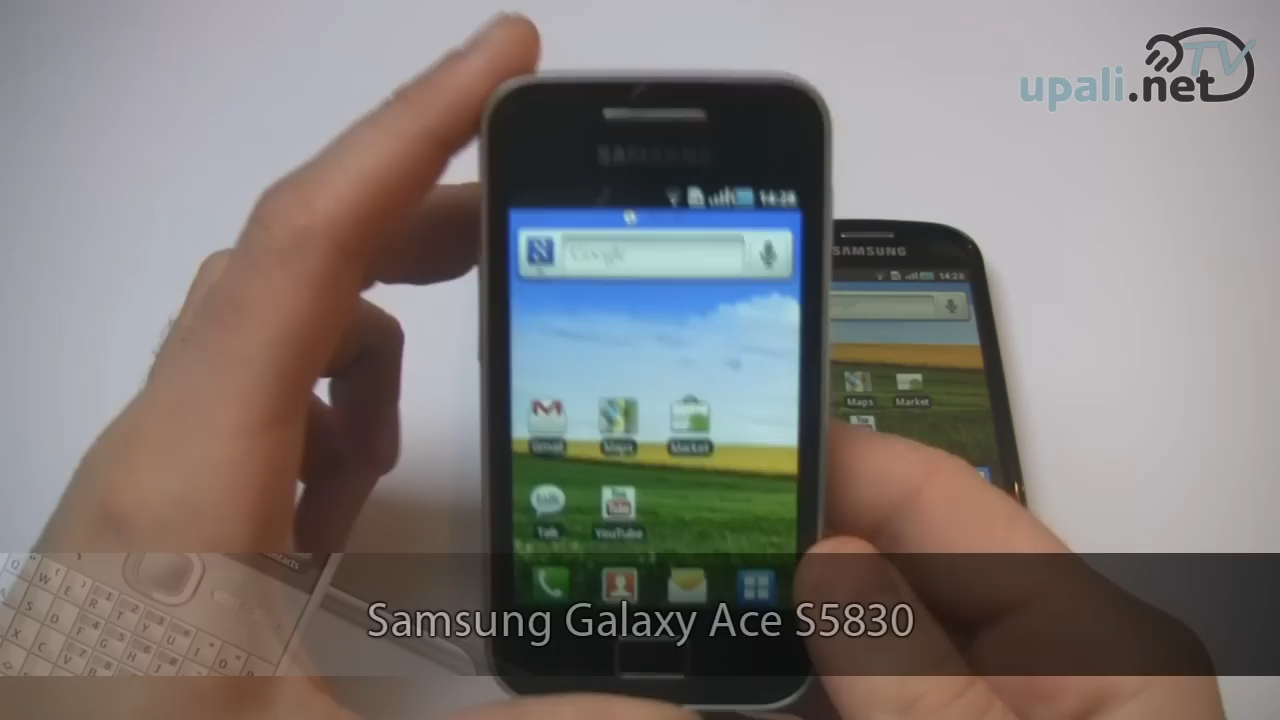 TV
upali.net
SAMSUNG
14:28
Google
Gmail
Maps
Market
Talk
YouTube
SAMSUNG
14:28
Maps
Market
Samsung Galaxy Ace S5830